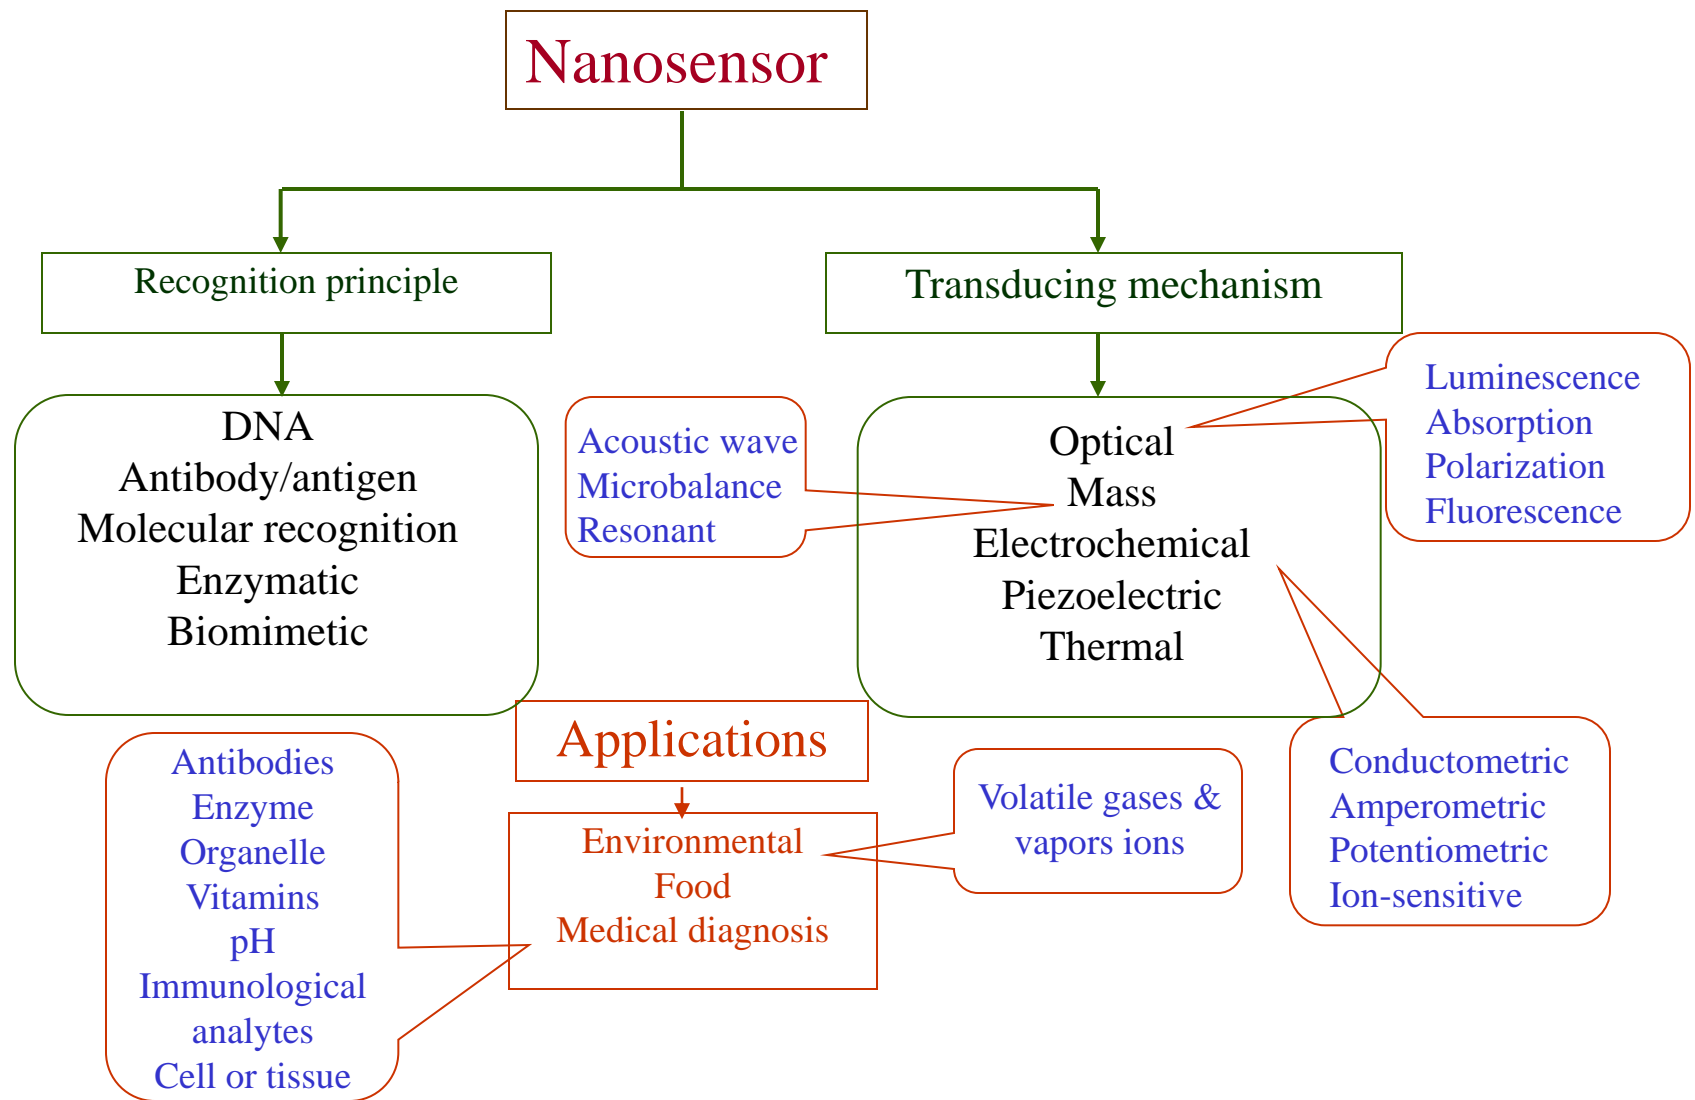 Nanosensor
Recognition principle
Transducing mechanism
DNA
Antibody/antigen
Molecular recognition
Enzymatic
Biomimetic
Acoustic wave
Microbalance
Resonant
Optical
Mass
Electrochemical
Piezoelectric
Thermal
Luminescence
Absorption
Polarization
Fluorescence
Applications
Environmental
Food
Medical diagnosis
Antibodies
Enzyme
Organelle
Vitamins
pH
Immunological
analytes
Cell or tissue
Volatile gases &
vapors ions
Conductometric
Amperometric
Potentiometric
Ion-sensitive